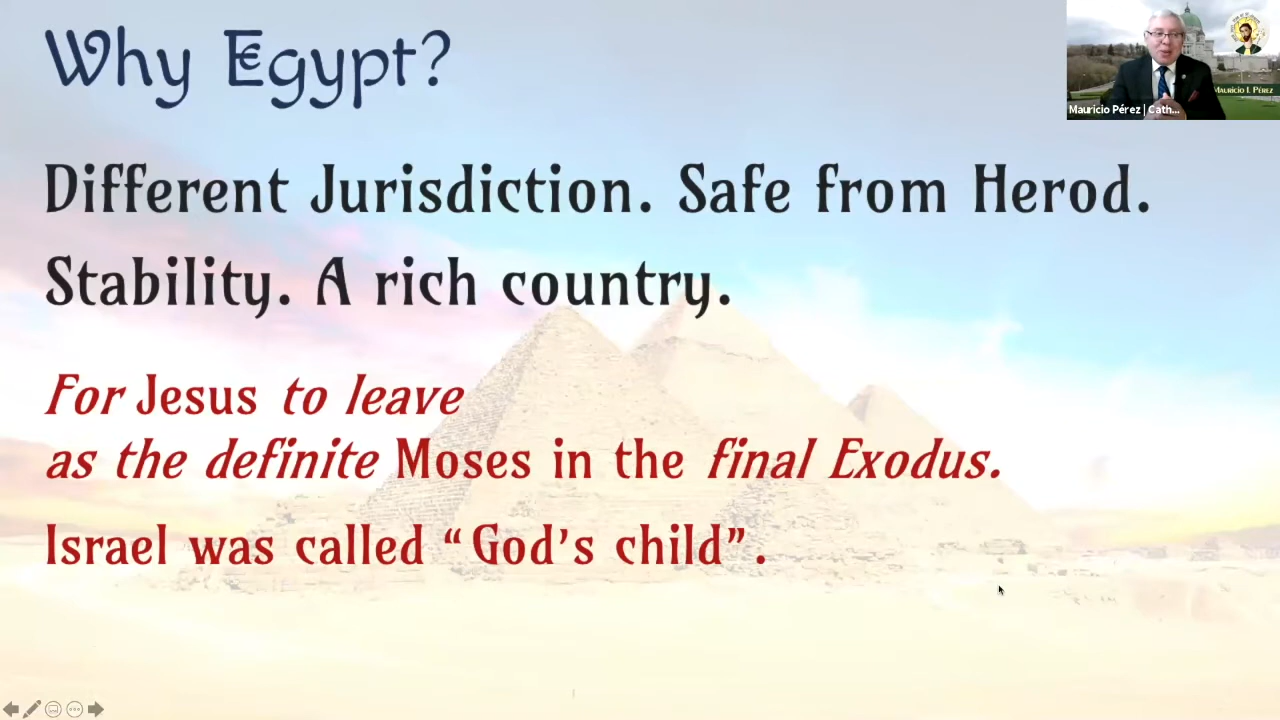 Why Egypt?
Mauricio I. Pérez
Mauricio Pérez | Cath...
Different Jurisdiction. Safe from Herod.
Stability. A rich country.
For Jesus to leave
as the definite Moses in the final Exodus.
Israel was called “God’s child”.